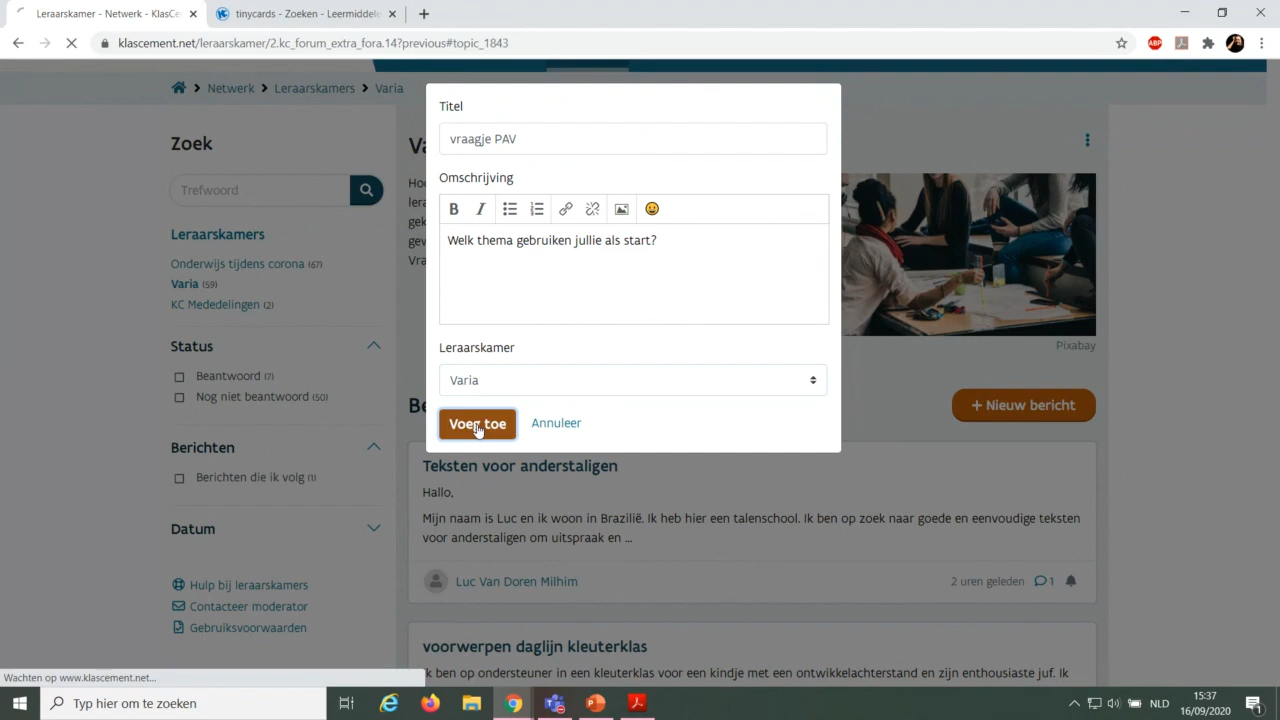 Leraarskamer - Netwerk - KlasC
tinycards - Zoeken - Leermiddele
klascement.net/leraarskamer/2.kc_forum_extra_fora.14?previous#topic_1843
Netwerk
Leraarskamers
Varia
Zoek
Trefwoord
Leraarskamers
Onderwijs tijdens corona (67)
Varia (59)
KC Mededelingen (2)
Status
Beantwoord (7)
Nog niet beantwoord (50)
Berichten
Berichten die ik volg (1)
Datum
Hulp bij leraarskamers
Contacteer moderator
Gebruiksvoorwaarden
Titel
vraagje PAV
Omschrijving
B I
Welk thema gebruiken jullie als start?
Leraarskamer
Varia
Voeg toe
Annuleer
Pixabay
+ Nieuw bericht
Teksten voor anderstaligen
Hallo,
Mijn naam is Luc en ik woon in Brazilië. Ik heb hier een talenschool. Ik ben op zoek naar goede en eenvoudige teksten
voor anderstaligen om uitspraak en ...
Luc Van Doren Milhim
2 uren geleden 1
voorwerpen daglijn kleuterklas
Ik ben op ondersteuner in een kleuterklas voor een kindje met een ontwikkelachterstand en zijn enthousiaste juf. Ik
Wachten op www.klascement.net...
Typ hier om te zoeken
NLD
15:37
16/09/2020
ABP